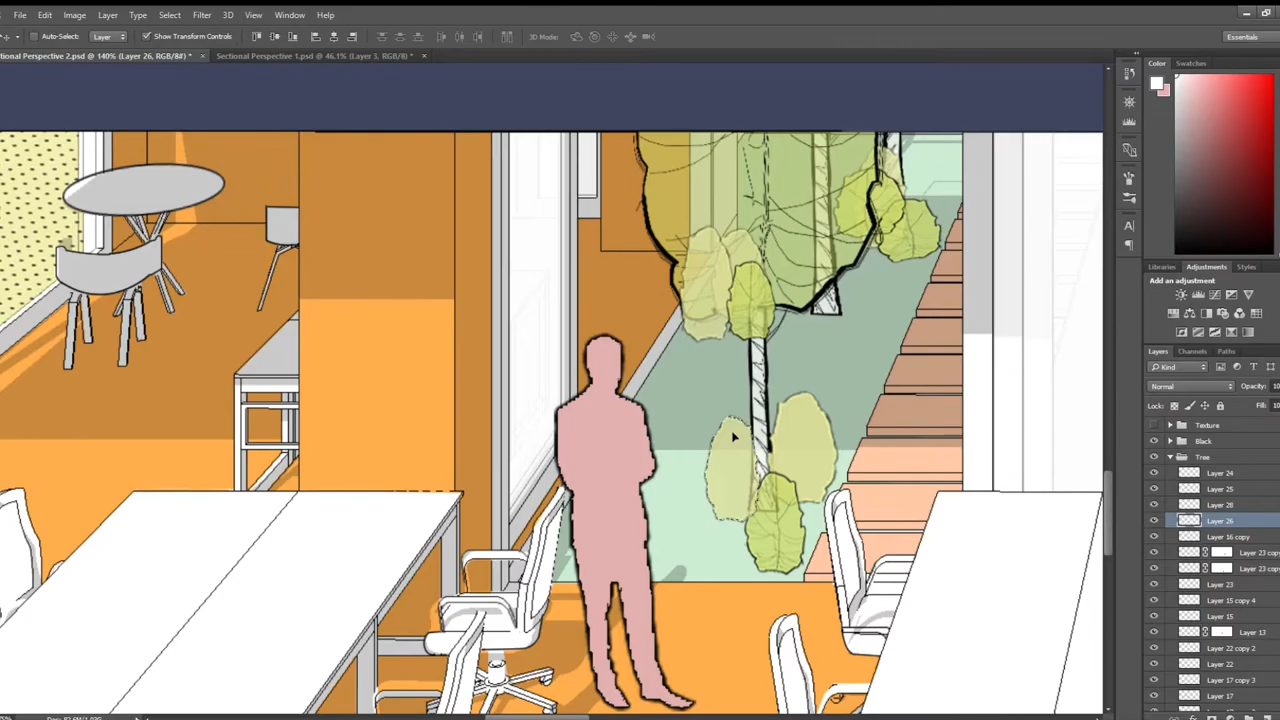 File Edit Image Layer Type Select Filter 3D View Window Help
Auto-Select: Layer Show Transform Controls 3D Mode: Essentials
tional Perspective 2.psd @ 140% (Layer 26, RGB/8#) * × Sectional Perspective 1.psd @ 46.1% (Layer 3, RGB/8) * ×
Color Swatches
Libraries Adjustments Styles
Add an adjustment
Layers Channels Paths
Kind
Normal Opacity: 10
Lock: Fill: 10
Texture
Black
Tree
Layer 24
Layer 25
Layer 28
Layer 26
Layer 16 copy
Layer 23 copy
Layer 23 copy
Layer 23
Layer 15 copy 4
Layer 15
Layer 13
Layer 22 copy 2
Layer 22
Layer 17 copy 3
Layer 17